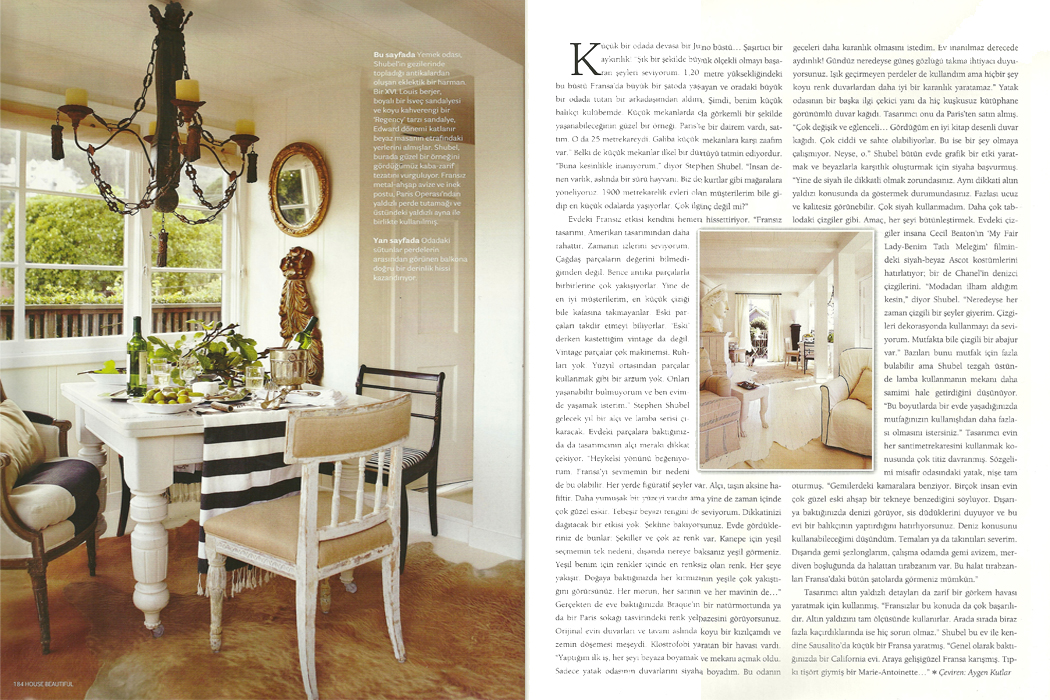 Bu sayfada Yemek odası,
Shubel'in gezilerinde
topladığı antikalardan
oluşan eklektik bir harman.
Bir XVI. Louis berjer,
boyalı bir İsveç sandalyesi
ve koyu kahverengi bir
'Regency' tarzı sandalye,
Edward dönemi katlanır
beyaz masanın etrafındaki
yerlerini almışlar. Shubel,
burada güzel bir örneğini
gördüğümüz kaba-zarif
tezatını vurguluyor. Fransız
metal-ahşap avize ve inek
postu, Paris Operası'ndan
yaldızlı perde tutamağı ve
üstündeki yaldızlı ayna ile
birlikte kullanılmış.
Yan sayfada Odadaki
sütunlar perdelerin
arasından görünen balkona
doğru bir derinlik hissi
kazandırıyor.
184 HOUSE BEAUTIFUL
Küçük bir odada devasa bir Juno büstü… Şaşırtıcı bir
aykırılık. "Şık bir şekilde büyük ölçekli olmayı başa-
ran şeyleri seviyorum. 1,20 metre yüksekliğindeki
bu büstü Fransa'da büyük bir şatoda yaşayan ve oradaki büyük
bir odada tutan bir arkadaşımdan aldım. Şimdi, benim küçük
balıkçı kulübemde. Küçük mekanlarda da görkemli bir şekilde
yaşanabileceğinin güzel bir örneği. Paris'te bir dairem vardı, sat-
tım. O da 25 metrekareydi. Galiba küçük mekanlara karşı zaafım
var." Belki de küçük mekanlar ilkel bir dürtüyü tatmin ediyordur.
"Buna kesinlikle inanıyorum," diyor Stephen Shubel. "İnsan de-
nen varlık, aslında bir sürü hayvanı. Biz de kurtlar gibi mağaralara
yöneliyoruz. 1900 metrekarelik evleri olan müşterilerim bile gi-
dip en küçük odalarda yaşıyorlar. Çok ilginç değil mi?"
Evdeki Fransız etkisi kendini hemen hissettiriyor. "Fransız
tasarımı, Amerikan tasarımından daha
rahattır. Zamanın izlerini seviyorum.
Çağdaş parçaların değerini bilmedi-
ğimden değil. Bence antika parçalarla
birbirlerine çok yakışıyorlar. Yine de
en iyi müşterilerim, en küçük çiziği
bile kafasına takmayanlar. Eski par-
çaları takdir etmeyi biliyorlar. 'Eski'
derken kastettiğim vintage da değil.
Vintage parçalar çok makinemsi. Ruh-
ları yok. Yüzyıl ortasından parçalar
kullanmak gibi bir arzum yok. Onları
yaşanabilir bulmuyorum ve ben evim-
de yaşamak isterim." Stephen Shubel
gelecek yıl bir alçı ve lamba serisi çı-
karacak. Evdeki parçalara baktığınız-
da da tasarımcının alçı merakı dikkat
çekiyor. "Heykelsi yönünü beğeniyo-
rum. Fransa'yı sevmemin bir nedeni
de bu olabilir. Her yerde figüratif şeyler var. Alçı, taşın aksine ha-
fiftir. Daha yumuşak bir yüzeyi vardır ama yine de zaman içinde
çok güzel eskir. Tebeşir beyazı rengini de seviyorum. Dikkatinizi
dağıtacak bir etkisi yok. Şekline bakıyorsunuz. Evde gördükle-
riniz de bunlar: Şekiller ve çok az renk var. Kanepe için yeşil
seçmemin tek nedeni, dışarıda nereye baksanız yeşil görmeniz.
Yeşil benim için renkler içinde en renksiz olan renk. Her şeye
yakışır. Doğaya baktığınızda her kırmızının yeşile çok yakıştı-
ğını görürsünüz. Her morun, her sarının ve her mavinin de…"
Gerçekten de eve baktığınızda Braque'ın bir natürmortunda ya
da bir Paris sokağı tasvirindeki renk yelpazesini görüyorsunuz.
Orijinal evin duvarları ve tavanı aslında koyu bir kızılçamdı ve
zemin döşemesi meşeydi. Klostrofobi yaratan bir havası vardı.
"Yaptığım ilk iş, her şeyi beyaza boyamak ve mekanı açmak oldu.
Sadece yatak odasının duvarlarını siyaha boyadım. Bu odanın
geceleri daha karanlık olmasını istedim. Ev inanılmaz derecede
aydınlık! Gündüz neredeyse güneş gözlüğü takma ihtiyacı duyu-
yorsunuz. Işık geçirmeyen perdeler de kullandım ama hiçbir şey
koyu renk duvarlardan daha iyi bir karanlık yaratamaz." Yatak
odasının bir başka ilgi çekici yanı da hiç kuşkusuz kütüphane
görünümlü duvar kağıdı. Tasarımcı onu da Paris'ten satın almış.
"Çok değişik ve eğlenceli… Gördüğüm en iyi kitap desenli duvar
kağıdı. Çok ciddi ve sahte olabiliyorlar. Bu ise bir şey olmaya
çalışmıyor. Neyse, o." Shubel bütün evde grafik bir etki yarat-
mak ve beyazlarla karşıtlık oluşturmak için siyaha başvurmuş.
"Yine de siyah ile dikkatli olmak zorundasınız. Aynı dikkati altın
yaldızı konusunda da göstermek durumundasınız. Fazlası ucuz
ve kalitesiz görünebilir. Çok siyah kullanmadım. Daha çok tab-
lodaki çizgiler gibi. Amaç, her şeyi bütünleştirmek. Evdeki çiz-
giler insana Cecil Beaton'ın 'My Fair
Lady-Benim Tatlı Meleğim' filmin-
deki siyah-beyaz Ascot kostümlerini
hatırlatıyor; bir de Chanel'in denizci
çizgilerini. "Modadan ilham aldığım
kesin," diyor Shubel. "Neredeyse her
zaman çizgili bir şeyler giyerim. Çizgi-
leri dekorasyonda kullanmayı da sevi-
yorum. Mutfakta bile çizgili bir abajur
var." Bazıları bunu mutfak için fazla
bulabilir ama Shubel tezgah üstün-
de lamba kullanmanın mekanı daha
samimi hale getirdiğini düşünüyor.
"Bu boyutlarda bir evde yaşadığınızda
mutfağınızın kullanışlıdan daha fazla-
sı olmasını istersiniz." Tasarımcı evin
her santimetrekaresini kullanmak ko-
nusunda çok titiz davranmış. Sözgeli-
mi misafir odasındaki yatak, nişe tam
oturmuş. "Gemilerdeki kamaralara benziyor. Birçok insan evin
çok güzel eski ahşap bir tekneye benzediğini söylüyor. Dışarı-
ya baktığınızda denizi görüyor, sis düdüklerini duyuyor ve bu
evi bir balıkçının yaptırdığını hatırlıyorsunuz. Deniz konusunu
kullanabileceğimi düşündüm. Temaları ya da takıntıları severim.
Dışarıda gemi şezlonglarım, çalışma odamda gemi avizem, mer-
diven boşluğunda da halattan tırabzanım var. Bu halat tırabzan-
ları Fransa'daki bütün şatolarda görmeniz mümkün."
Tasarımcı altın yaldızlı detayları da zarif bir görkem havası
yaratmak için kullanmış. "Fransızlar bu konuda da çok başarılı-
dır. Altın yaldızını tam ölçüsünde kullanırlar. Arada sırada biraz
fazla kaçırdıklarında ise hiç sorun olmaz." Shubel bu ev ile ken-
dine Sausalito'da küçük bir Fransa yaratmış. "Genel olarak baktı-
ğınızda bir California evi. Araya gelişigüzel Fransa karışmış. Tıp-
kı tişört giymiş bir Marie-Antoinette…" ✶ Çeviren: Aygen Kutlar